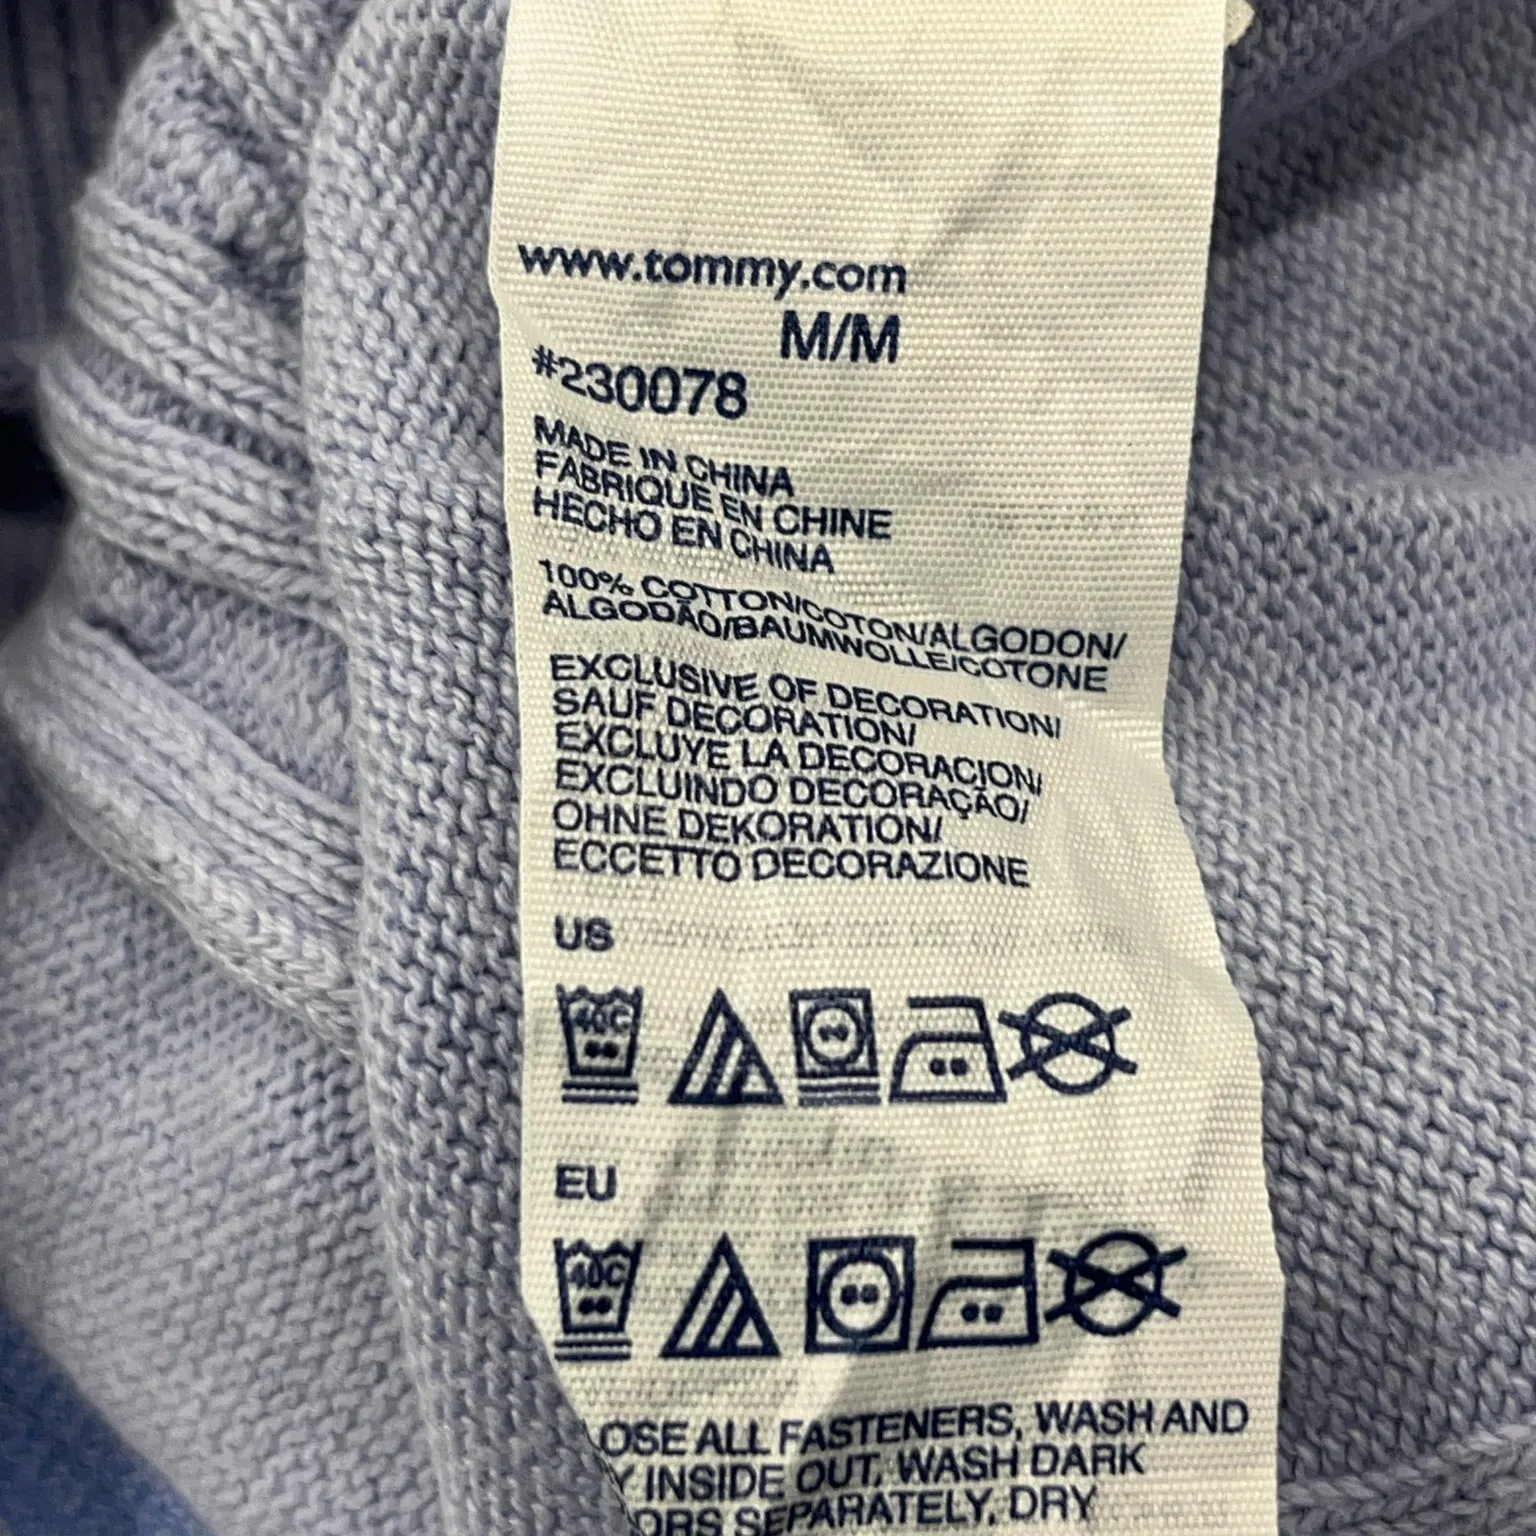 www.tommy.com
M/M
#230078
MADE IN CHINA
FABRIQUE EN CHINE
HECHO EN CHINA
100% COTTON/COTON/ALGODON/
ALGODÃO/BAUMWOLLE/COTONE
EXCLUSIVE OF DECORATION/
SAUF DECORATION/
EXCLUYE LA DECORACION/
EXCLUINDO DECORAÇÃO/
OHNE DEKORATION/
ECCETTO DECORAZIONE
US
40C
EU
40C
LOSE ALL FASTENERS, WASH AND
Y INSIDE OUT, WASH DARK
ORS SEPARATELY, DRY